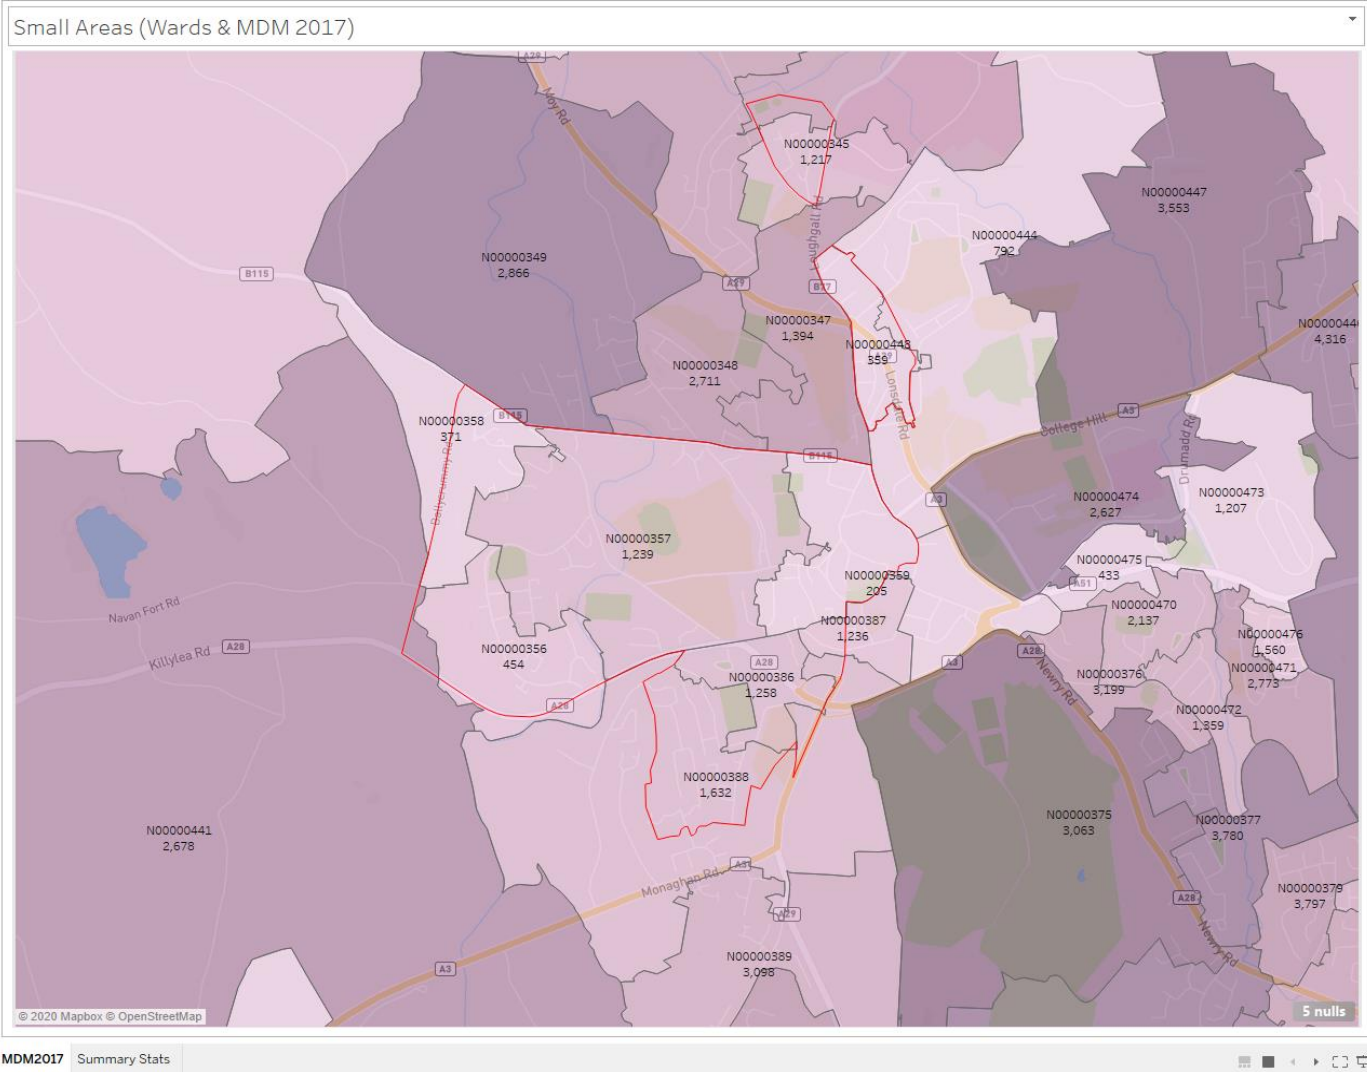 Small Areas (Wards & MDM 2017)
A29
Moy Rd
N00000345
1,217
N00000447
3,553
Loughgall Rd
N00000444
792
N00000349
2,866
B115
A29
B77
N00000347
1,394
4,316
N00000448
359
A29
N00000348
2,711
Lonsdale Rd
A3
College Hill
B115
N00000358
371
Drumadd Rd
B115
Ballycrummy Rd
A3
N00000474
2,627
N00000473
1,207
N00000357
1,239
N00000475
433
A51
N00000359
205
Navan Fort Rd
N00000470
2,137
N00000387
1,236
N00000476
1,560
Killylea Rd
A28
N00000356
454
A28
A3
A28
N00000471
2,773
N00000386
1,258
N00000376
3,199
Newry Rd
A28
N00000472
1,359
N00000388
1,632
N00000441
2,678
N00000375
3,063
N00000377
3,780
A3
Monaghan Rd
N00000379
3,797
A28
A29
Newry Rd
N00000389
3,098
A3
© 2020 Mapbox © OpenStreetMap
5 nulls
MDM2017 Summary Stats